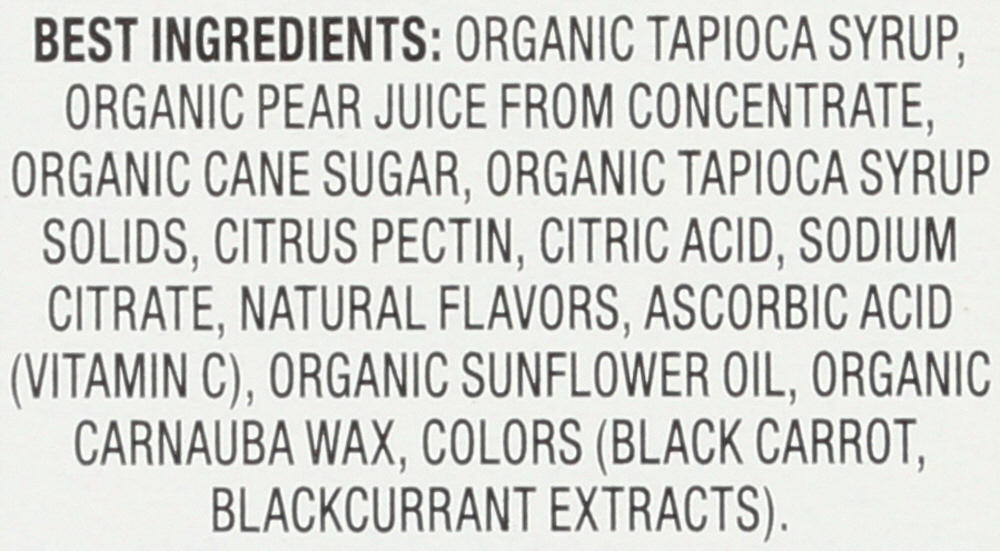 BEST INGREDIENTS: ORGANIC TAPIOCA SYRUP,
ORGANIC PEAR JUICE FROM CONCENTRATE,
ORGANIC CANE SUGAR, ORGANIC TAPIOCA SYRUP
SOLIDS, CITRUS PECTIN, CITRIC ACID, SODIUM
CITRATE, NATURAL FLAVORS, ASCORBIC ACID
(VITAMIN C), ORGANIC SUNFLOWER OIL, ORGANIC
CARNAUBA WAX, COLORS (BLACK CARROT,
BLACKCURRANT EXTRACTS).